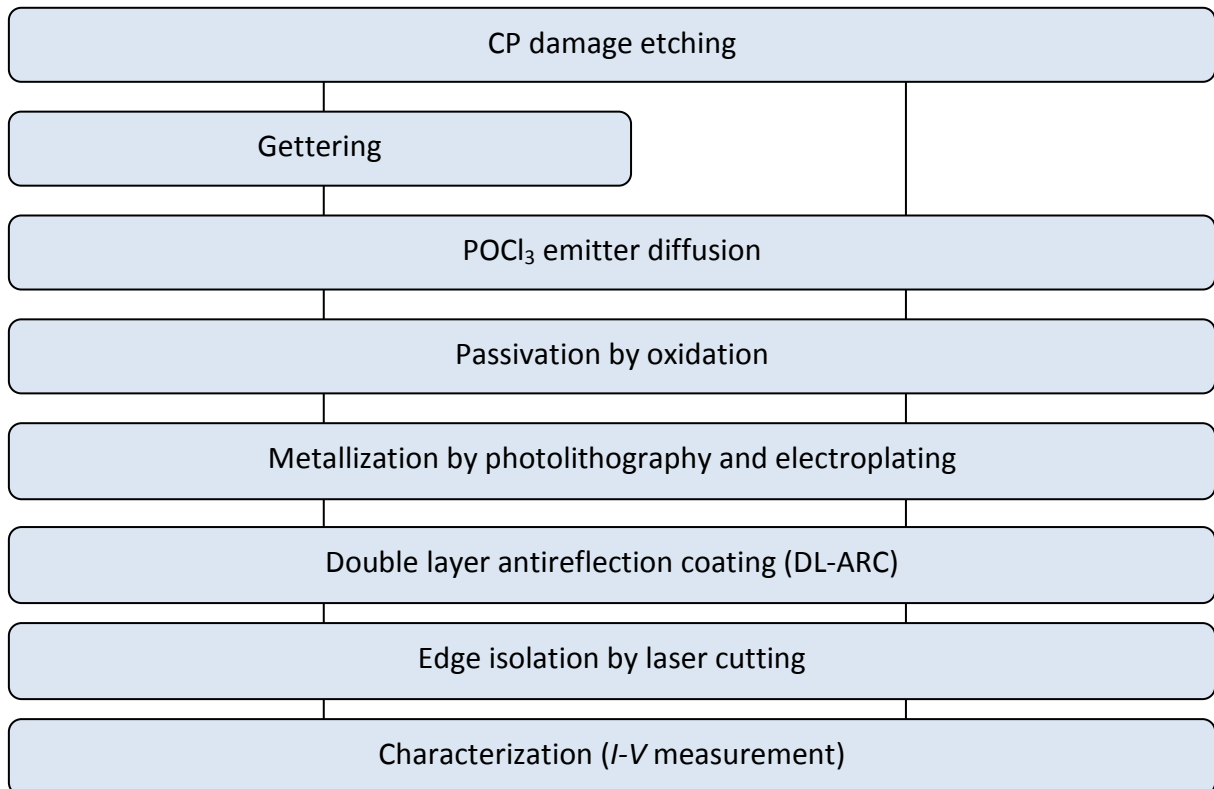 CP damage etching
Gettering
POCl₃ emitter diffusion
Passivation by oxidation
Metallization by photolithography and electroplating
Double layer antireflection coating (DL-ARC)
Edge isolation by laser cutting
Characterization (I-V measurement)